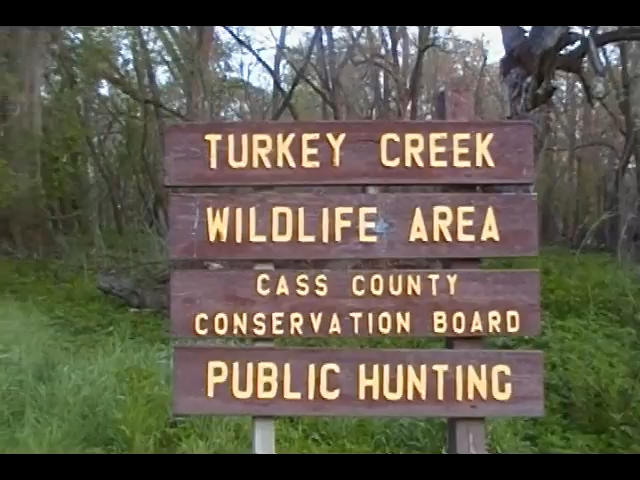 TURKEY CREEK
WILDLIFE AREA
CASS COUNTY
CONSERVATION BOARD
PUBLIC HUNTING